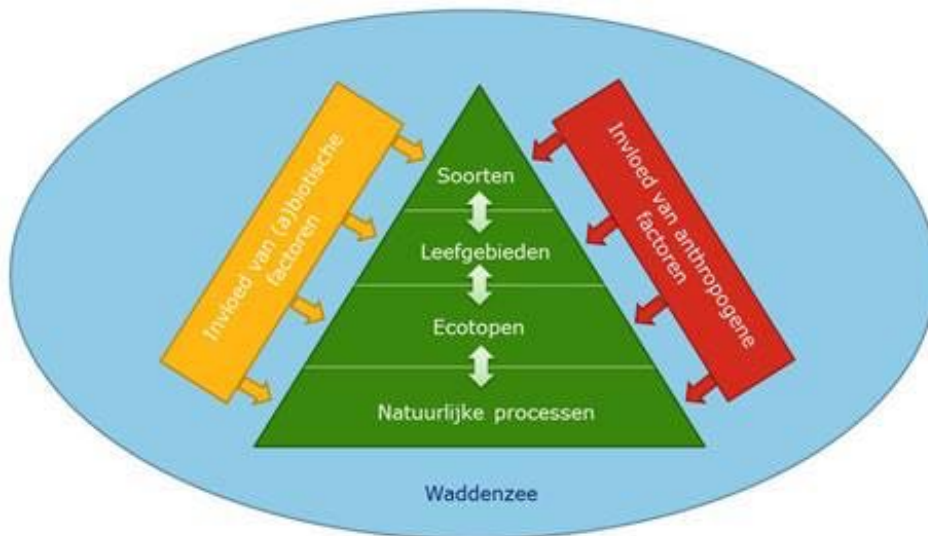 Invloed van (a)biotische
factoren
Invloed van anthropogene
factoren
Soorten
Leefgebieden
Ecotopen
Natuurlijke processen
Waddenzee